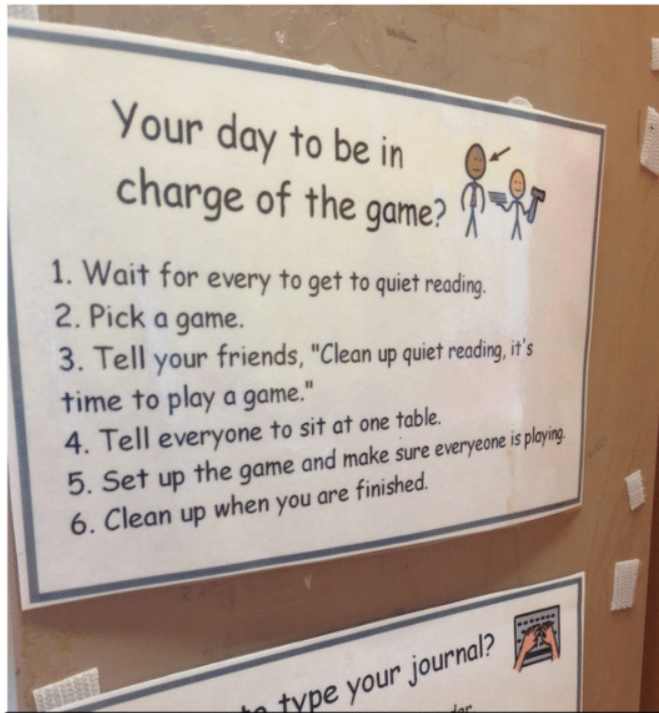 Your day to be in
charge of the game?
1. Wait for every to get to quiet reading.
2. Pick a game.
3. Tell your friends, "Clean up quiet reading, it's
time to play a game."
4. Tell everyone to sit at one table.
5. Set up the game and make sure everyeone is playing.
6. Clean up when you are finished.
to type your journal?